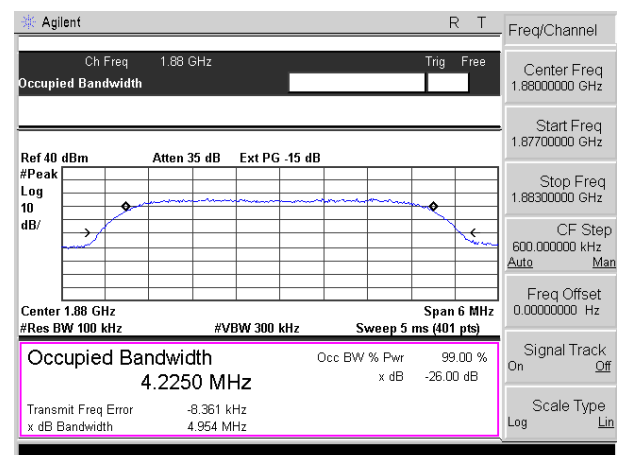 Agilent R T
Ch Freq 1.88 GHz Trig Free
Occupied Bandwidth
Ref 40 dBm Atten 35 dB Ext PG -15 dB
#Peak
Log
10
dB/
Center 1.88 GHz Span 6 MHz
#Res BW 100 kHz #VBW 300 kHz Sweep 5 ms (401 pts)
Occupied Bandwidth Occ BW % Pwr 99.00 %
4.2250 MHz x dB -26.00 dB
Transmit Freq Error -8.361 kHz
x dB Bandwidth 4.954 MHz
Freq/Channel
Center Freq
1.88000000 GHz
Start Freq
1.87700000 GHz
Stop Freq
1.88300000 GHz
CF Step
600.000000 kHz
Auto Man
Freq Offset
0.00000000 Hz
Signal Track
On Off
Scale Type
Log Lin